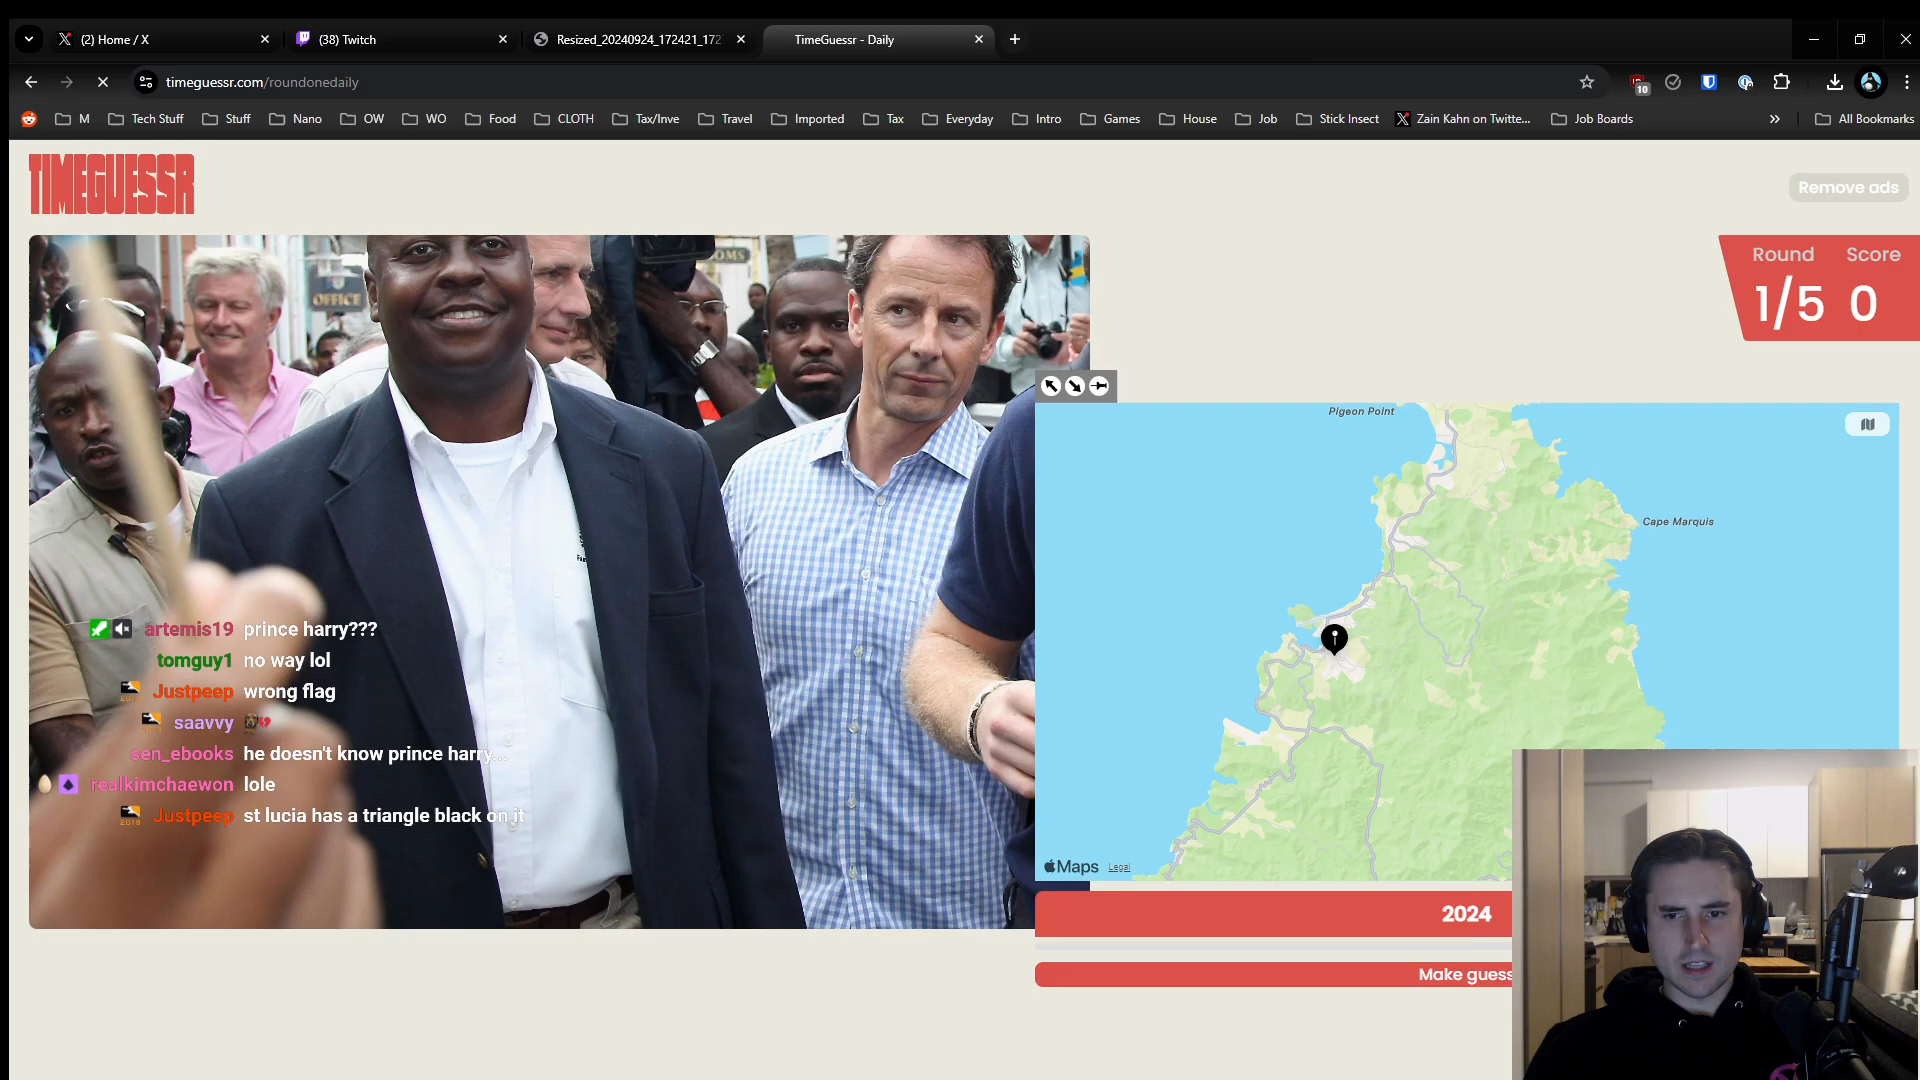 (2) Home / X
(38) Twitch
Resized_20240924_172421_172
TimeGuessr - Daily
timeguessr.com/roundonedaily
10
M
Tech Stuff
Stuff
Nano
OW
WO
Food
CLOTH
Tax/Inve
Travel
Imported
Tax
Everyday
Intro
Games
House
Job
Stick Insect
Zain Kahn on Twitte...
Job Boards
All Bookmarks
TIMEGUESSR
Remove ads
Round Score
1/5 0
OFFICE
OMS
Pigeon Point
Cape Marquis
artemis19 prince harry???
tomguy1 no way lol
Justpeep wrong flag
saavvy
sen_ebooks he doesn't know prince harry...
realkimchaewon lole
2018 Justpeep st lucia has a triangle black on it
Maps Legal
2024
Make guess